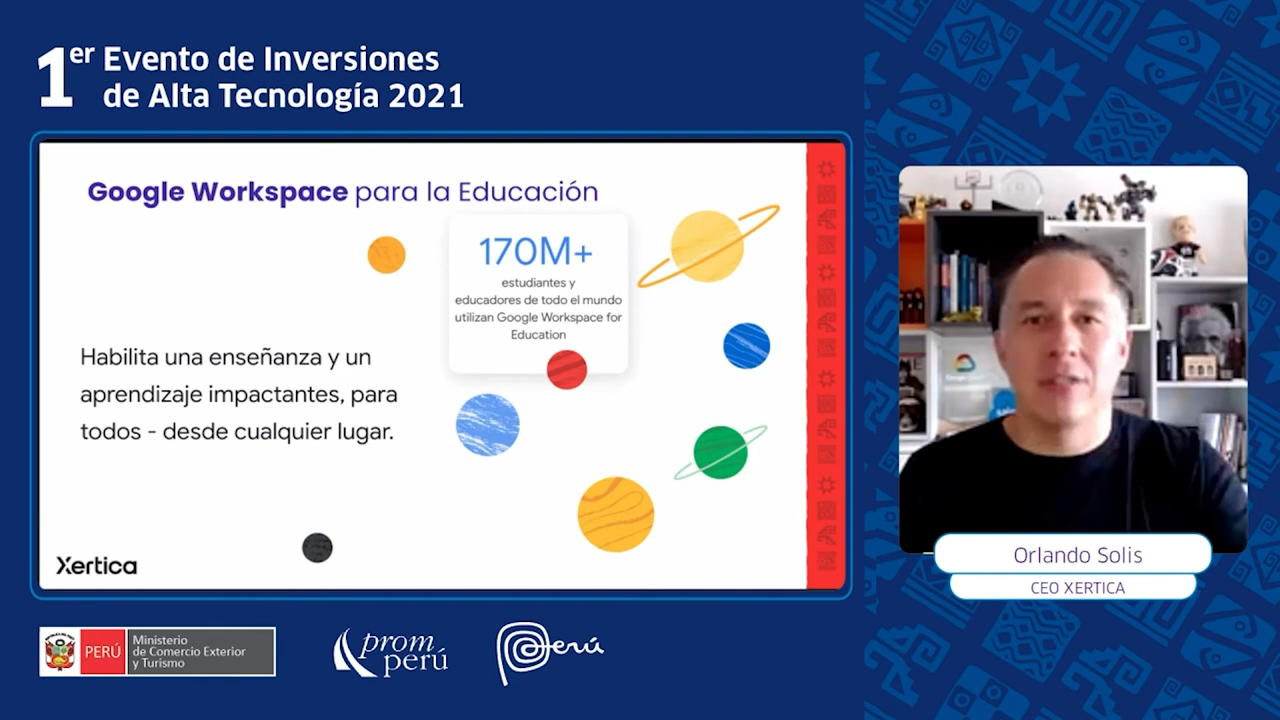 1er Evento de Inversiones
de Alta Tecnología 2021
Google Workspace para la Educación
170M+
estudiantes y
educadores de todo el mundo
utilizan Google Workspace for
Education
Habilita una enseñanza y un
aprendizaje impactantes, para
todos - desde cualquier lugar.
Xertica
Orlando Solis
CEO XERTICA
PERÚ
Ministerio
de Comercio Exterior
y Turismo
prom
perú
Perú